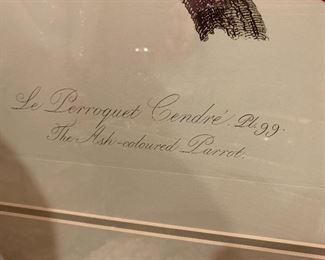 Le Perroquet Cendré. Pl. 99.
The Ash-coloured Parrot.